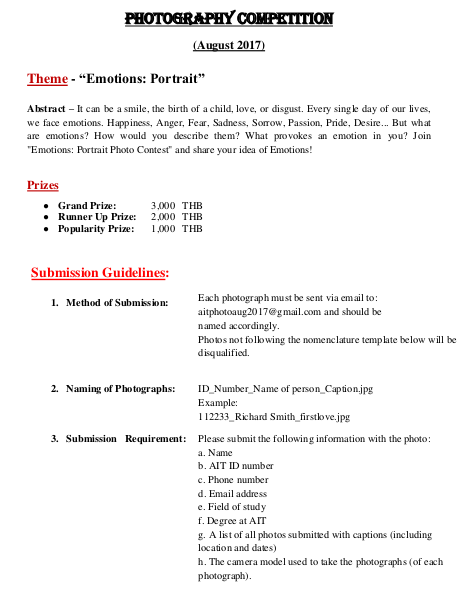 PHOTOGRAPHY COMPETITION
(August 2017)
Theme - “Emotions: Portrait”
Abstract – It can be a smile, the birth of a child, love, or disgust. Every single day of our lives,
we face emotions. Happiness, Anger, Fear, Sadness, Sorrow, Passion, Pride, Desire... But what
are emotions? How would you describe them? What provokes an emotion in you? Join
"Emotions: Portrait Photo Contest" and share your idea of Emotions!
Prizes
● Grand Prize: 3,000 THB
● Runner Up Prize: 2,000 THB
● Popularity Prize: 1,000 THB
Submission Guidelines:
1. Method of Submission: Each photograph must be sent via email to:
aitphotoaug2017@gmail.com and should be
named accordingly.
Photos not following the nomenclature template below will be
disqualified.
2. Naming of Photographs: ID_Number_Name of person_Caption.jpg
Example:
112233_Richard Smith_firstlove.jpg
3. Submission Requirement: Please submit the following information with the photo:
a. Name
b. AIT ID number
c. Phone number
d. Email address
e. Field of study
f. Degree at AIT
g. A list of all photos submitted with captions (including
location and dates)
h. The camera model used to take the photographs (of each
photograph).